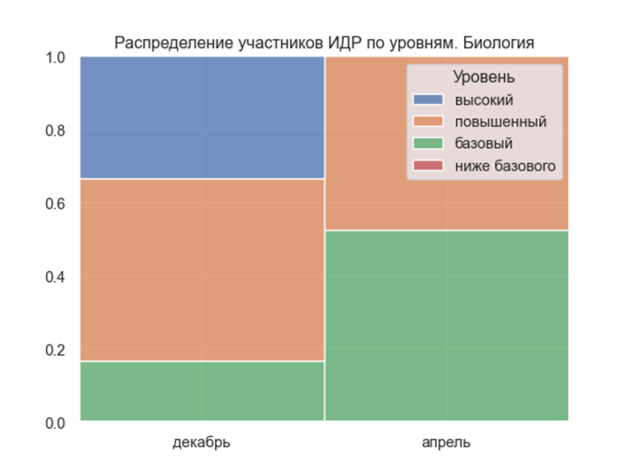 Распределение участников ИДР по уровням. Биология
1.0
0.8
0.6
0.4
0.2
0.0
Уровень
высокий
повышенный
базовый
ниже базового
декабрь
апрель